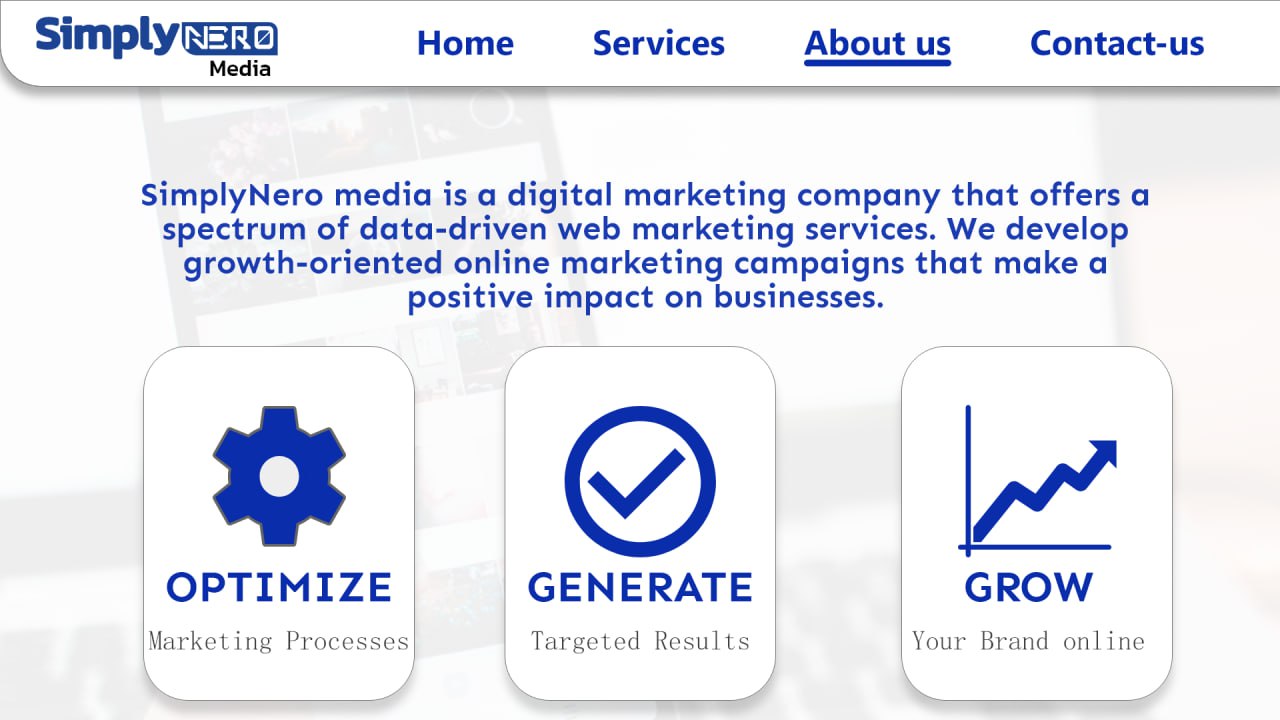 SimplyNERO
Media
Home Services About us Contact-us
SimplyNero media is a digital marketing company that offers a
spectrum of data-driven web marketing services. We develop
growth-oriented online marketing campaigns that make a
positive impact on businesses.
OPTIMIZE
Marketing Processes
GENERATE
Targeted Results
GROW
Your Brand online